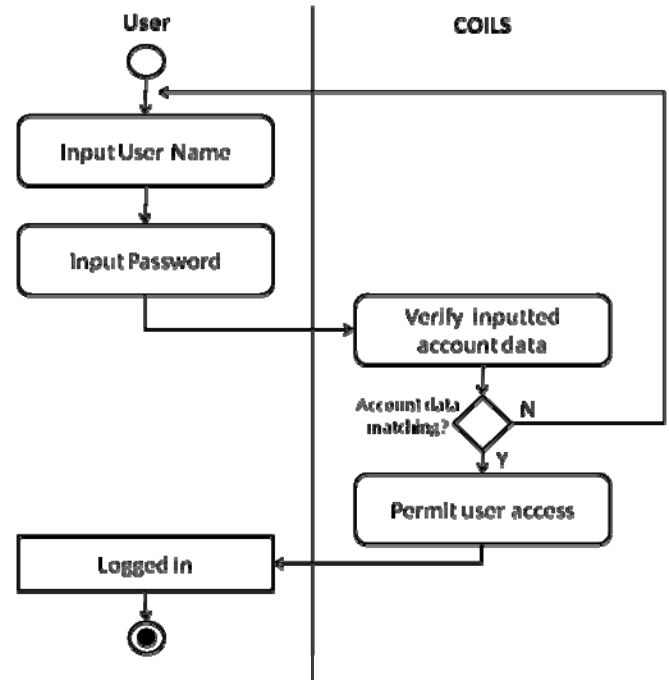 User
COILS
Input User Name
Input Password
Verify inputted
account data
Account data
matching?
N
Y
Permit user access
Logged in